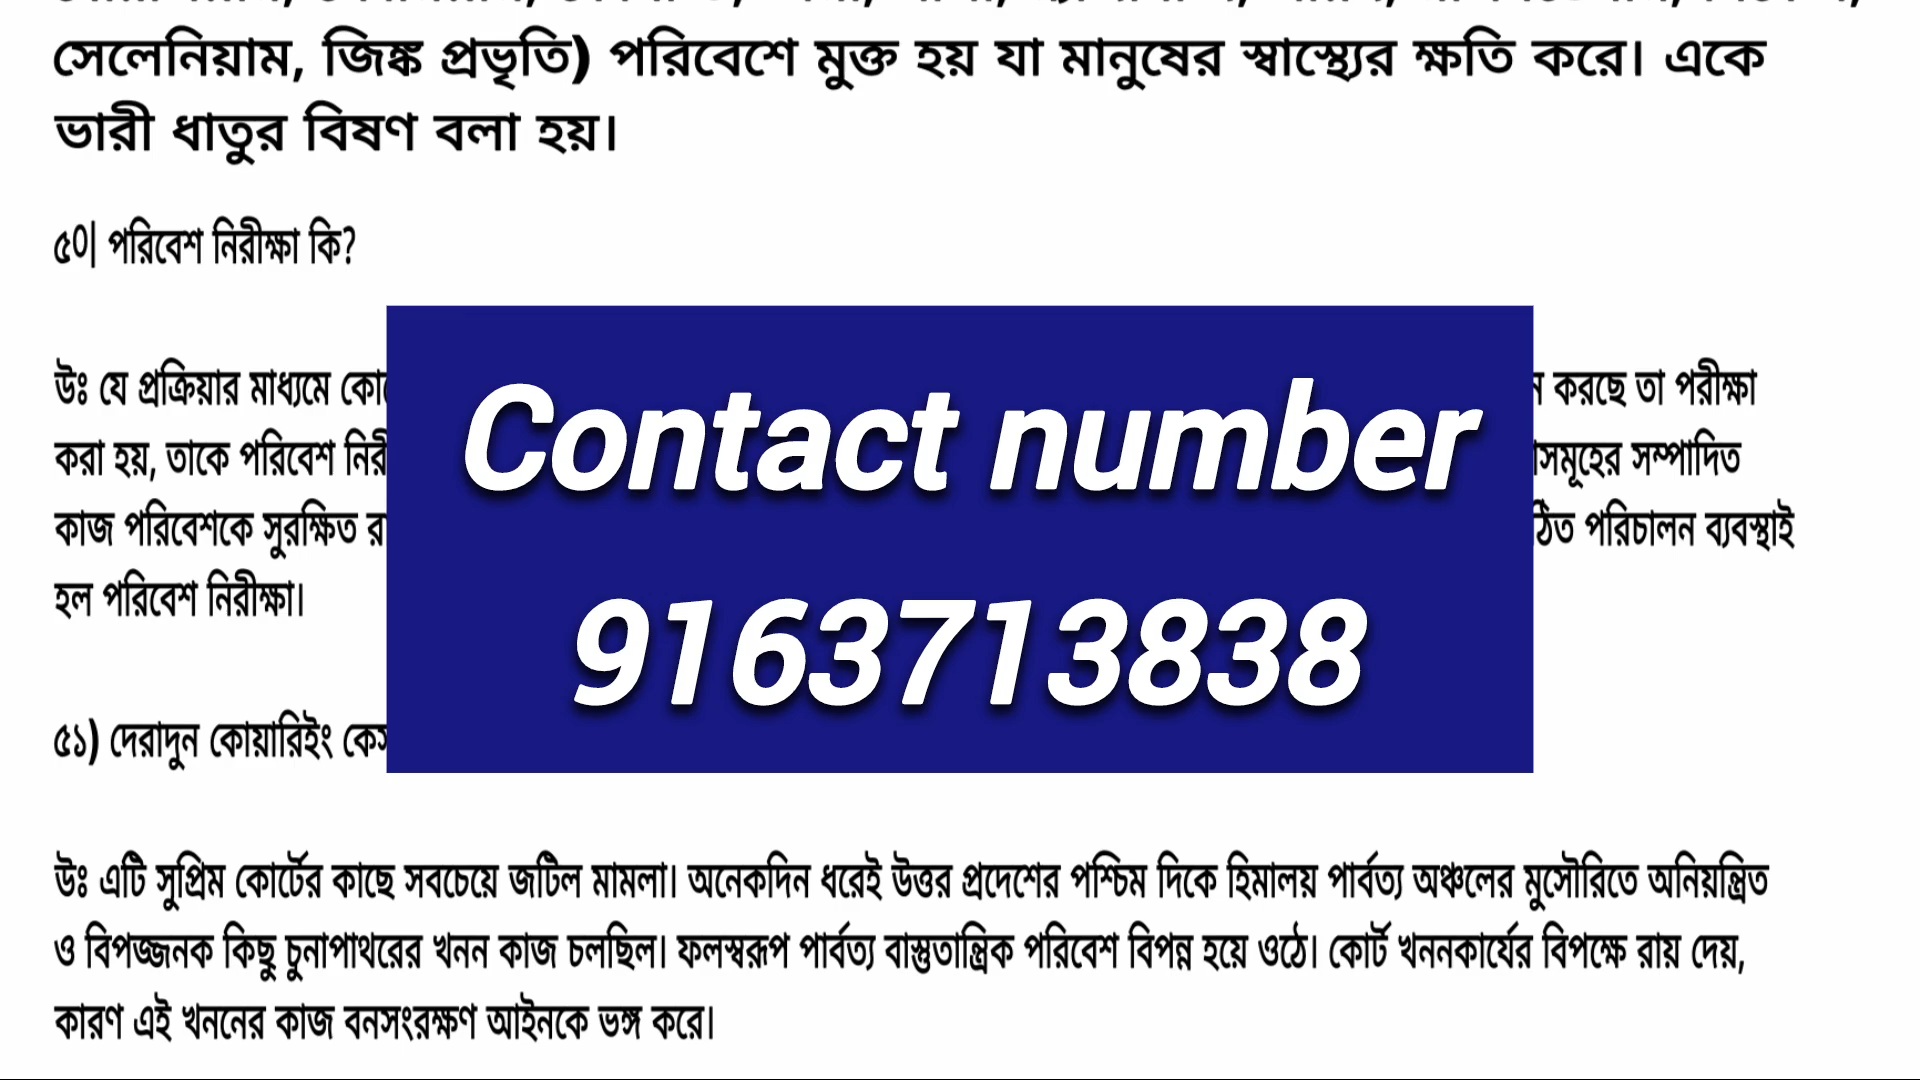 সেলেনিয়াম, জিঙ্ক প্রভৃতি) পরিবেশে মুক্ত হয় যা মানুষের স্বাস্থ্যের ক্ষতি করে। একে
ভারী ধাতুর বিষণ বলা হয়।
৫0| পরিবেশ নিরীক্ষা কি?
উঃ যে প্রক্রিয়ার মাধ্যমে করছে তা পরীক্ষা
করা হয়, তাকে পরিবেশ সম্পাদিত
কাজ পরিবেশকে সুরক্ষিত পরিচালন ব্যবস্থাই
হল পরিবেশ নিরীক্ষা।
Contact number
9163713838
৫১) দেরাদুন কোয়ারিইং
উঃ এটি সুপ্রিম কোর্টের কাছে সবচেয়ে জটিল মামলা। অনেকদিন ধরেই উত্তর প্রদেশের পশ্চিম দিকে হিমালয় পার্বত্য অঞ্চলের মুসৌরিতে অনিয়ন্ত্রিত
ও বিপজ্জনক কিছু চুনাপাথরের খনন কাজ চলছিল। ফলস্বরূপ পার্বত্য বাস্তুতান্ত্রিক পরিবেশ বিপন্ন হয়ে ওঠে। কোর্ট খননকার্যের বিপক্ষে রায় দেয়,
কারণ এই খননের কাজ বনসংরক্ষণ আইনকে ভঙ্গ করে।